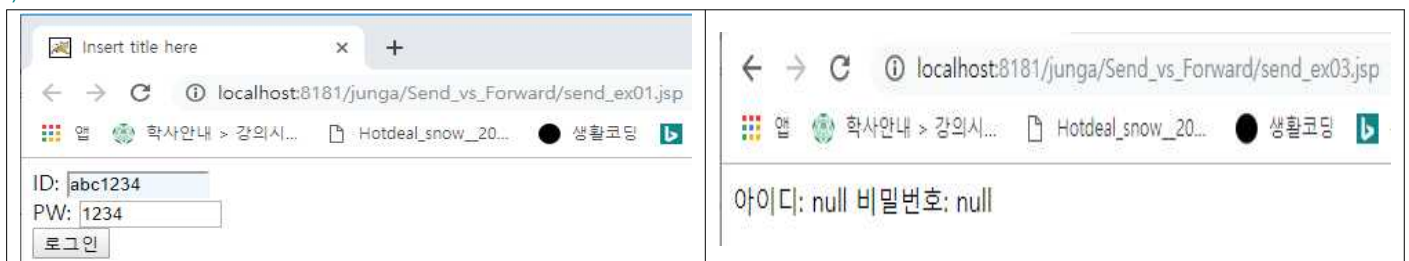 Insert title here
localhost:8181/junga/Send_vs_Forward/send_ex01.jsp
앱 학사안내 > 강의시... Hotdeal_snow__20... 생활코딩
ID: abc1234
PW: 1234
로그인
localhost:8181/junga/Send_vs_Forward/send_ex03.jsp
앱 학사안내 > 강의시... Hotdeal_snow__20... 생활코딩
아이디: null 비밀번호: null